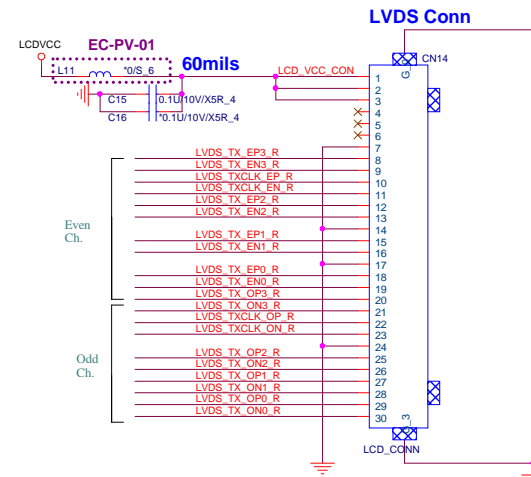 LVDS Conn
LCDVCC
EC-PV-01
60mils
CN14
L11
*0/S_6
LCD_VCC_CON
C15
0.1U/10V/X5R_4
C16
*0.1U/10V/X5R_4
1
2
3
4
5
6
7
LVDS_TX_EP3_R
8
LVDS_TX_EN3_R
9
LVDS_TXCLK_EP_R
10
LVDS_TXCLK_EN_R
11
LVDS_TX_EP2_R
12
LVDS_TX_EN2_R
13
14
LVDS_TX_EP1_R
15
LVDS_TX_EN1_R
16
17
LVDS_TX_EP0_R
18
LVDS_TX_EN0_R
19
LVDS_TX_OP3_R
20
LVDS_TX_ON3_R
21
LVDS_TXCLK_OP_R
22
LVDS_TXCLK_ON_R
23
24
LVDS_TX_OP2_R
25
LVDS_TX_ON2_R
26
LVDS_TX_OP1_R
27
LVDS_TX_ON1_R
28
LVDS_TX_OP0_R
29
LVDS_TX_ON0_R
30
Even
Ch.
Odd
Ch.
LCD_CONN